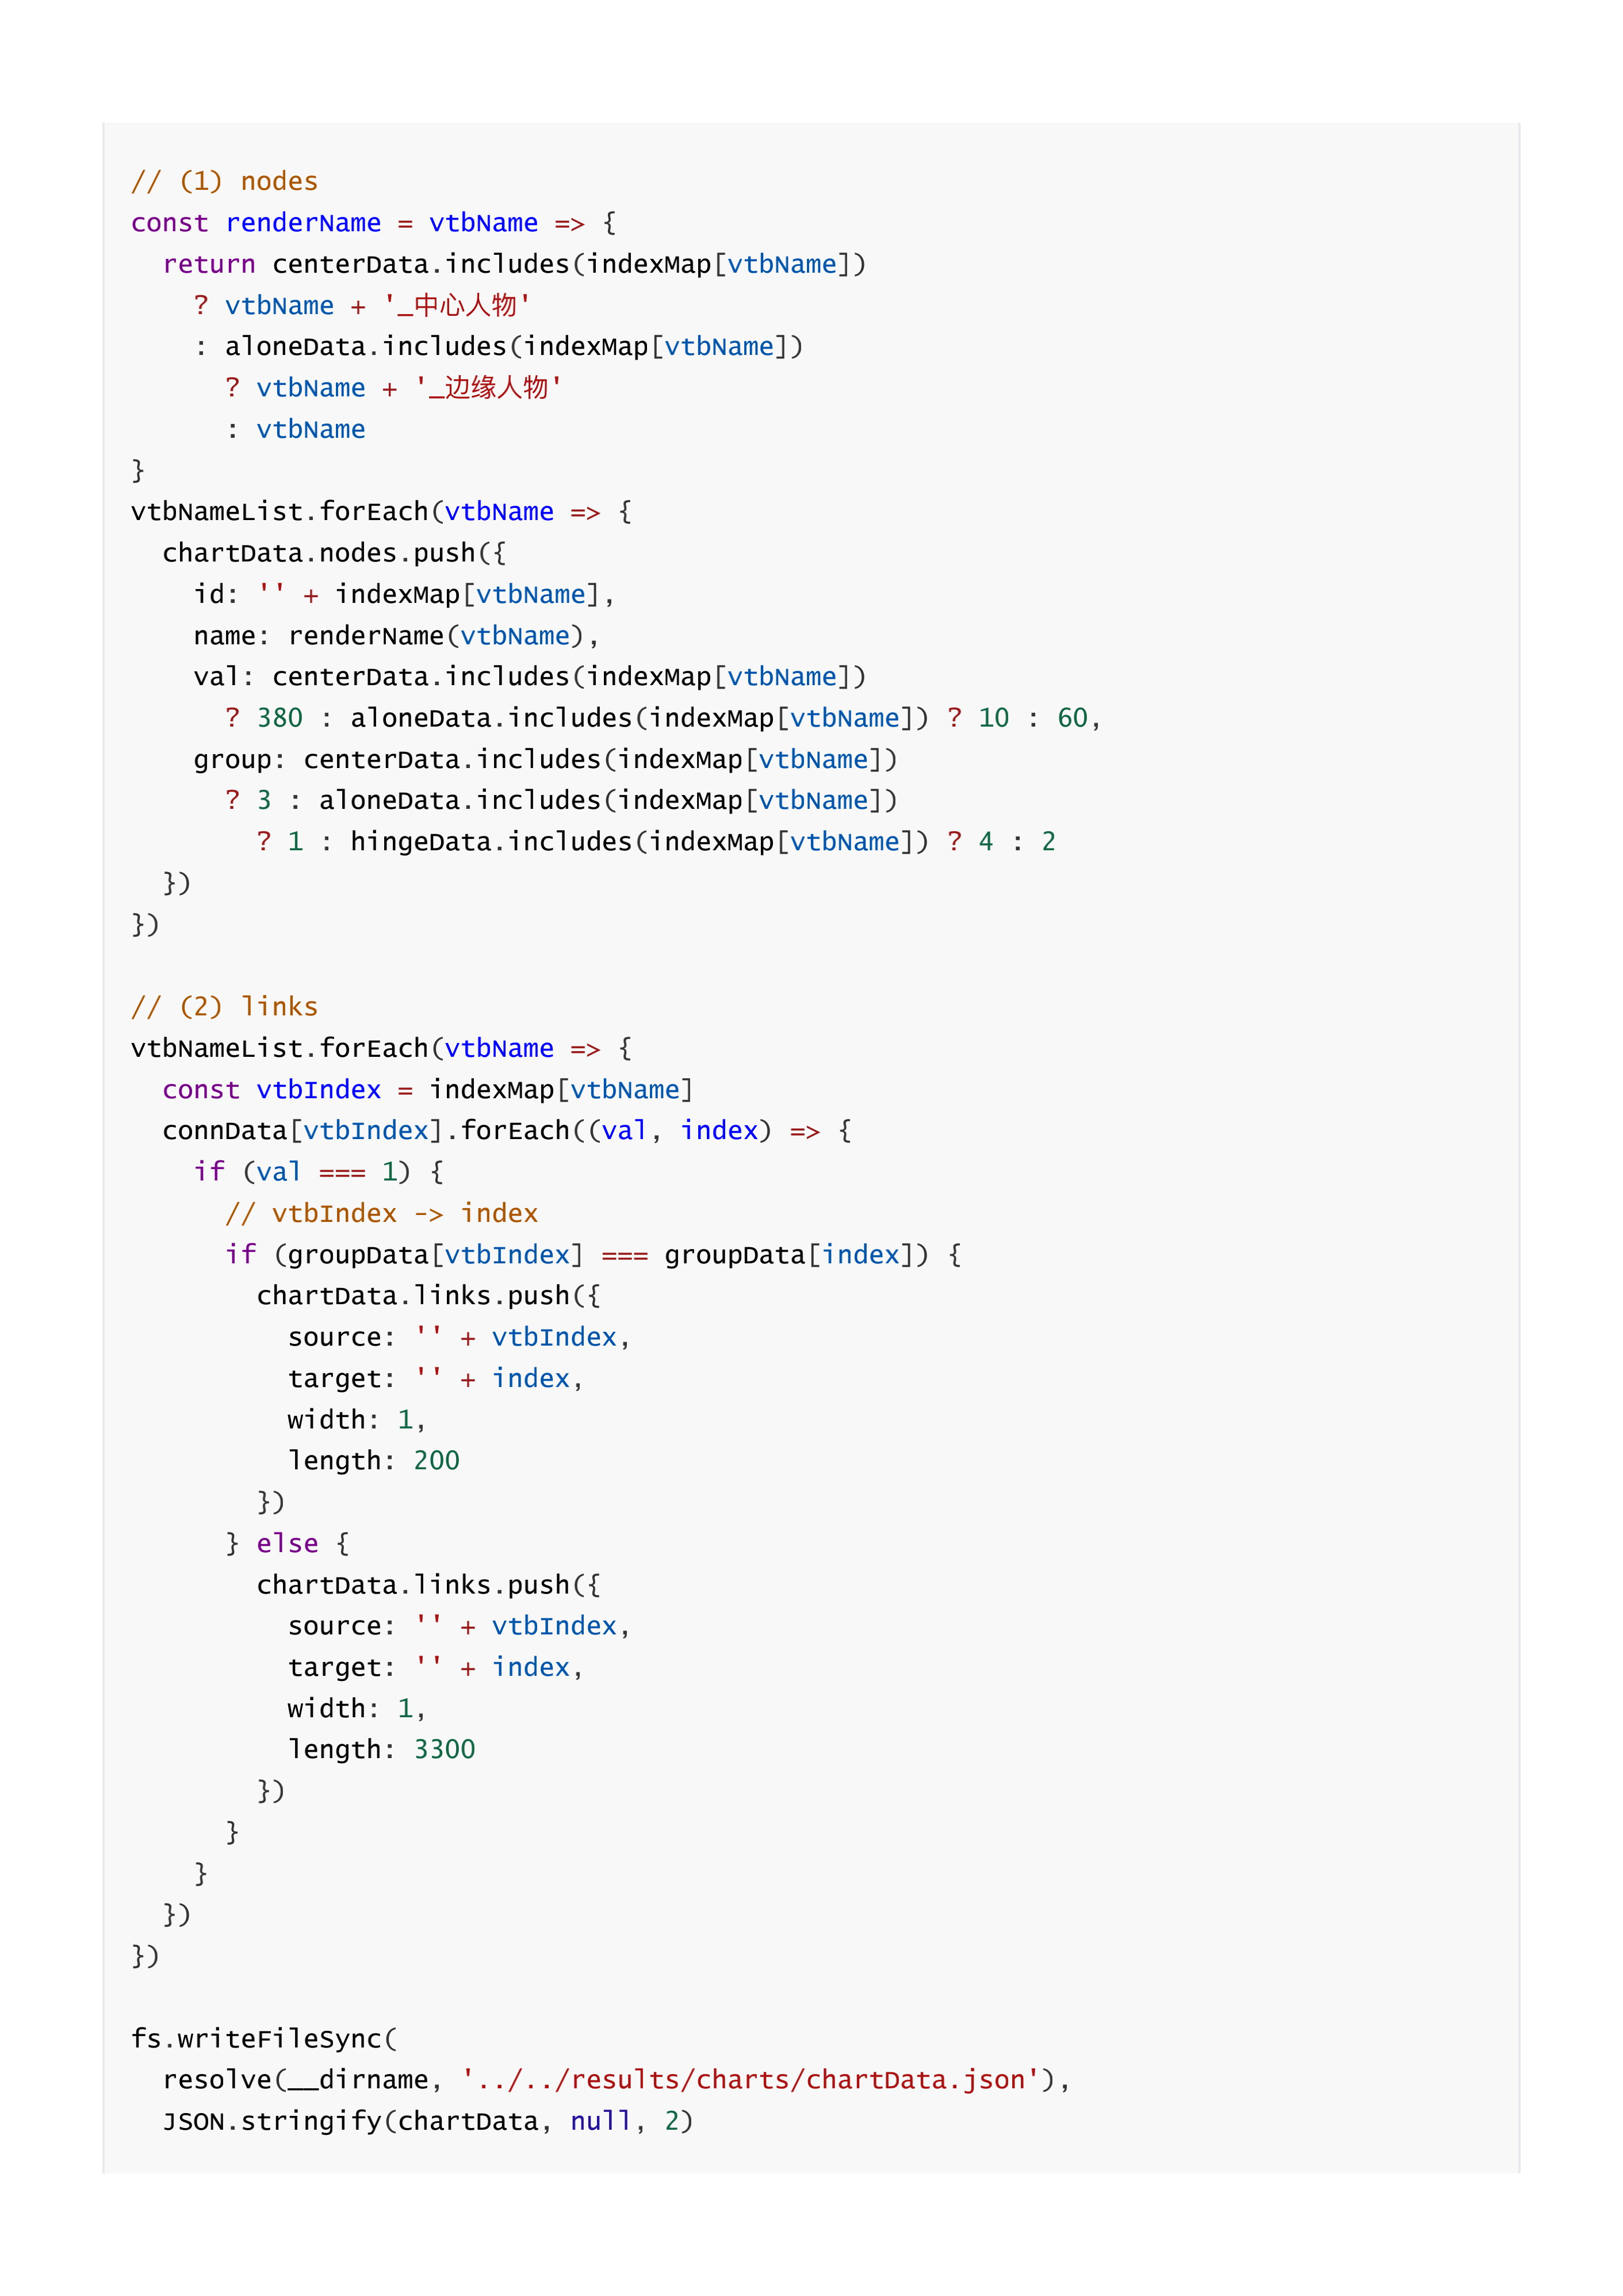 // (1) nodes
const renderName = vtbName => {
  return centerData.includes(indexMap[vtbName])
    ? vtbName + '_中心人物'
    : aloneData.includes(indexMap[vtbName])
      ? vtbName + '_边缘人物'
      : vtbName
}
vtbNameList.forEach(vtbName => {
  chartData.nodes.push({
    id: '' + indexMap[vtbName],
    name: renderName(vtbName),
    val: centerData.includes(indexMap[vtbName])
      ? 380 : aloneData.includes(indexMap[vtbName]) ? 10 : 60,
    group: centerData.includes(indexMap[vtbName])
      ? 3 : aloneData.includes(indexMap[vtbName])
        ? 1 : hingeData.includes(indexMap[vtbName]) ? 4 : 2
  })
})

// (2) links
vtbNameList.forEach(vtbName => {
  const vtbIndex = indexMap[vtbName]
  connData[vtbIndex].forEach((val, index) => {
    if (val === 1) {
      // vtbIndex -> index
      if (groupData[vtbIndex] === groupData[index]) {
        chartData.links.push({
          source: '' + vtbIndex,
          target: '' + index,
          width: 1,
          length: 200
        })
      } else {
        chartData.links.push({
          source: '' + vtbIndex,
          target: '' + index,
          width: 1,
          length: 3300
        })
      }
    }
  })
})

fs.writeFileSync(
  resolve(__dirname, '../../results/charts/chartData.json'),
  JSON.stringify(chartData, null, 2)